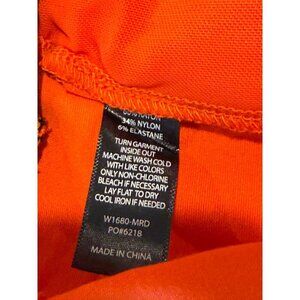 34% NYLON
6% ELASTANE
TURN GARMENT
INSIDE OUT
MACHINE WASH COLD
WITH LIKE COLORS
ONLY NON-CHLORINE
BLEACH IF NECESSARY
LAY FLAT TO DRY
COOL IRON IF NEEDED
W1680-MRD
PO#6218
MADE IN CHINA